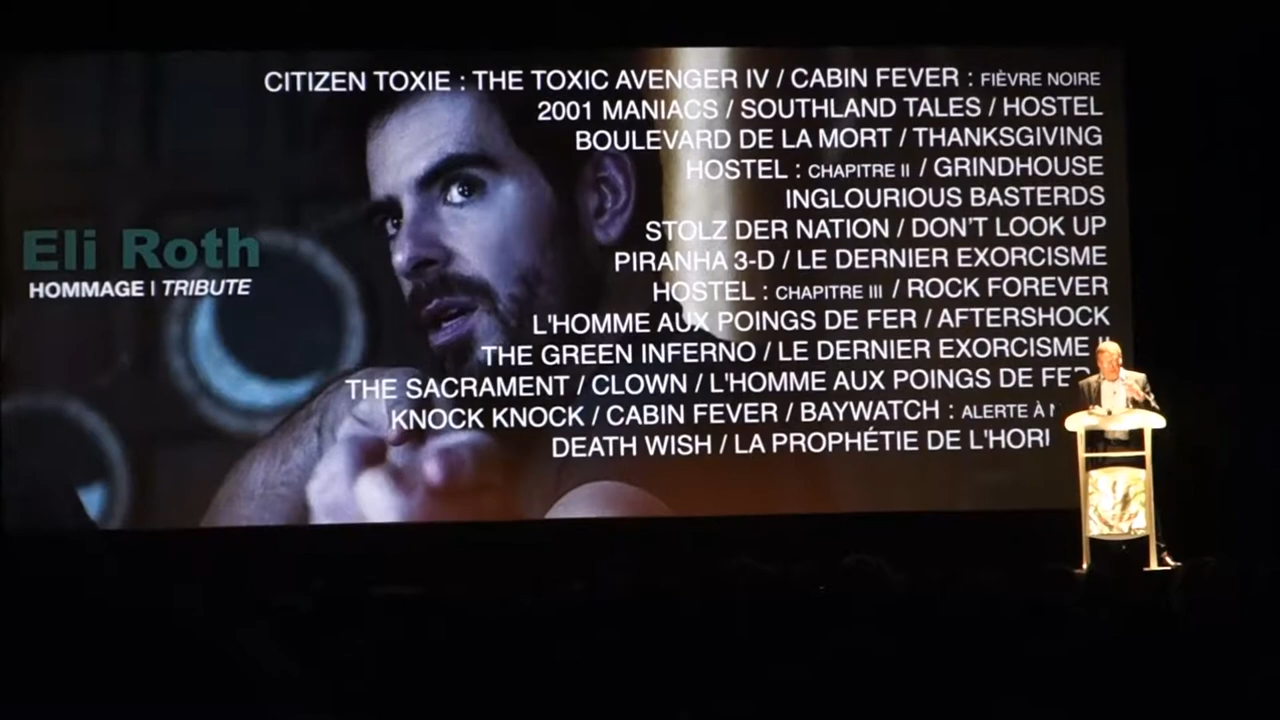 CITIZEN TOXIE : THE TOXIC AVENGER IV / CABIN FEVER : FIÈVRE NOIRE
2001 MANIACS / SOUTHLAND TALES / HOSTEL
BOULEVARD DE LA MORT / THANKSGIVING
HOSTEL : CHAPITRE II / GRINDHOUSE
INGLOURIOUS BASTERDS
STOLZ DER NATION / DON'T LOOK UP
PIRANHA 3-D / LE DERNIER EXORCISME
HOSTEL : CHAPITRE III / ROCK FOREVER
L'HOMME AUX POINGS DE FER / AFTERSHOCK
THE GREEN INFERNO / LE DERNIER EXORCISME II
THE SACRAMENT / CLOWN / L'HOMME AUX POINGS DE FER
KNOCK KNOCK / CABIN FEVER / BAYWATCH : ALERTE À
DEATH WISH / LA PROPHÉTIE DE
Eli Roth
HOMMAGE | TRIBUTE